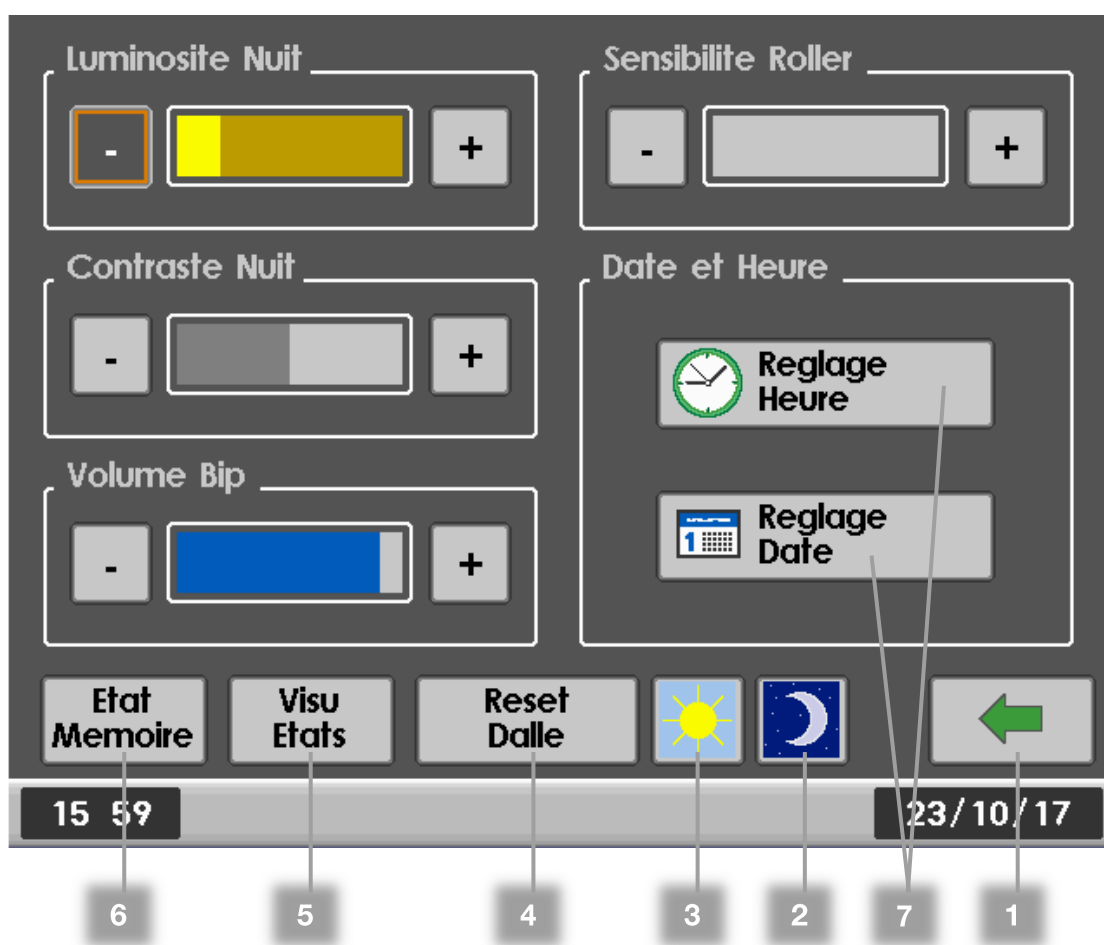 Luminosite Nuit
- +
Sensibilite Roller
- +
Contraste Nuit
- +
Date et Heure
Reglage
Heure
1
Reglage
Date
Volume Bip
- +
Etat
Memoire
Visu
Etats
Reset
Dalle
15 59
23/10/17
6 5 4 3 2 7 1